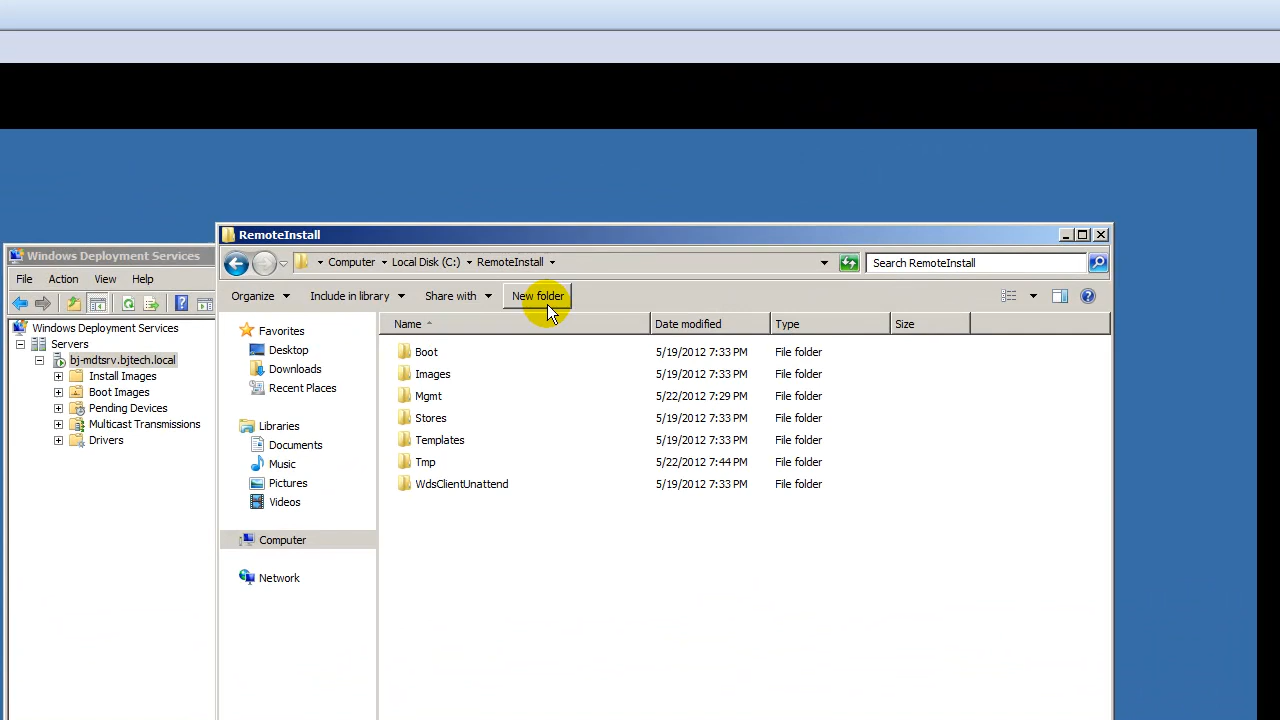 RemoteInstall
Windows Deployment Services
Computer Local Disk (C:) RemoteInstall
Search RemoteInstall
File Action View Help
Organize Include in library Share with New folder
Windows Deployment Services
Servers
bj-mdtsrv.bjtech.local
Install Images
Boot Images
Pending Devices
Multicast Transmissions
Drivers
Favorites
Desktop
Downloads
Recent Places
Libraries
Documents
Music
Pictures
Videos
Computer
Network
Name Date modified Type Size
Boot 5/19/2012 7:33 PM File folder
Images 5/19/2012 7:33 PM File folder
Mgmt 5/22/2012 7:29 PM File folder
Stores 5/19/2012 7:33 PM File folder
Templates 5/19/2012 7:33 PM File folder
Tmp 5/22/2012 7:44 PM File folder
WdsClientUnattend 5/19/2012 7:33 PM File folder